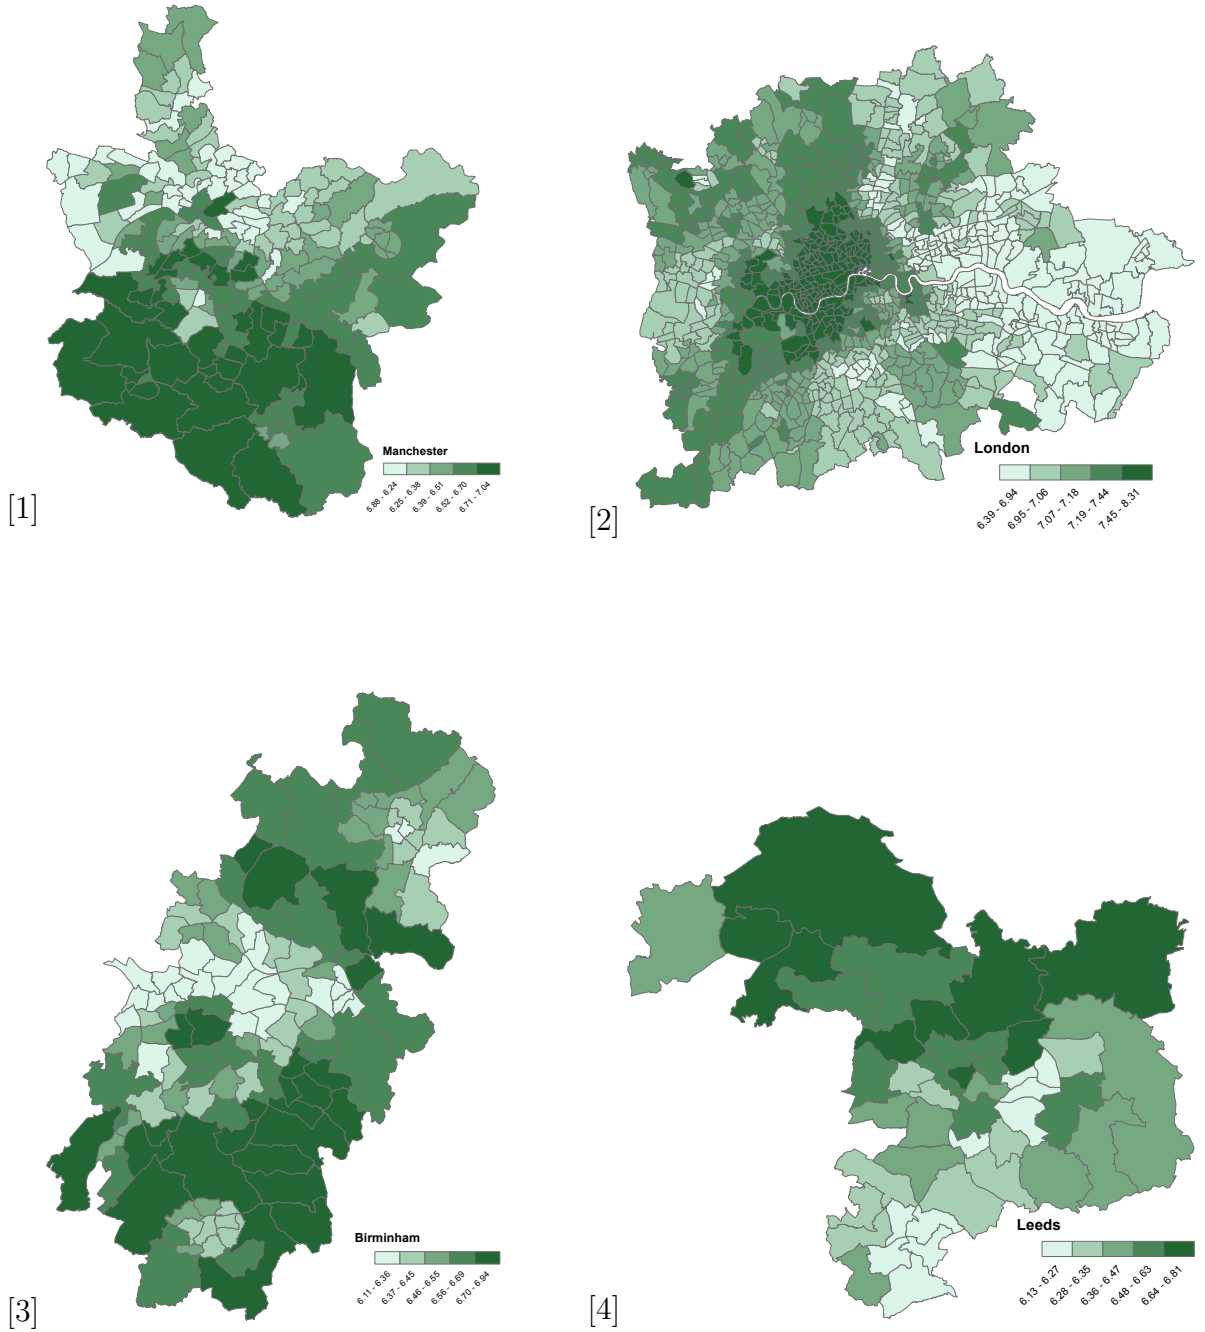 Manchester
5.88 - 6.24
6.25 - 6.38
6.39 - 6.51
6.52 - 6.70
6.71 - 7.04
[1]
London
6.39 - 6.94
6.95 - 7.06
7.07 - 7.18
7.19 - 7.44
7.45 - 8.31
[2]
Birminham
6.11 - 6.36
6.37 - 6.45
6.46 - 6.55
6.56 - 6.69
6.70 - 6.94
[3]
Leeds
6.13 - 6.27
6.28 - 6.35
6.36 - 6.47
6.48 - 6.63
6.64 - 6.81
[4]